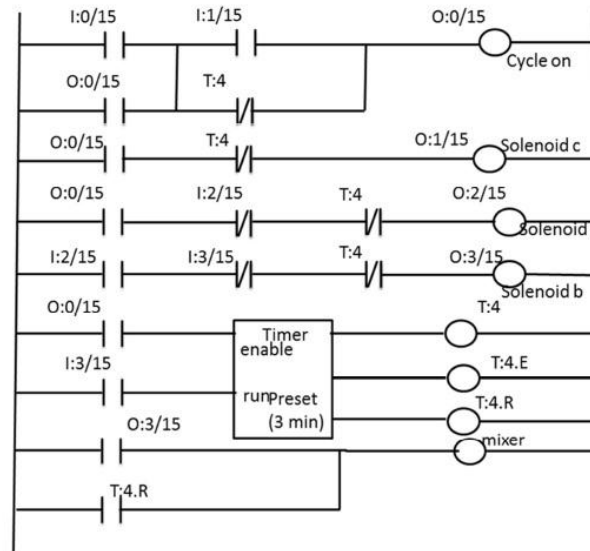 I:0/15 I:1/15 O:0/15
Cycle on
O:0/15 T:4
O:0/15 T:4 O:1/15 Solenoid c
O:0/15 I:2/15 T:4 O:2/15
Solenoid
I:2/15 I:3/15 T:4 O:3/15
Solenoid b
O:0/15 T:4
Timer
enable
I:3/15 T:4.E
run Preset T:4.R
(3 min)
O:3/15 mixer
T:4.R